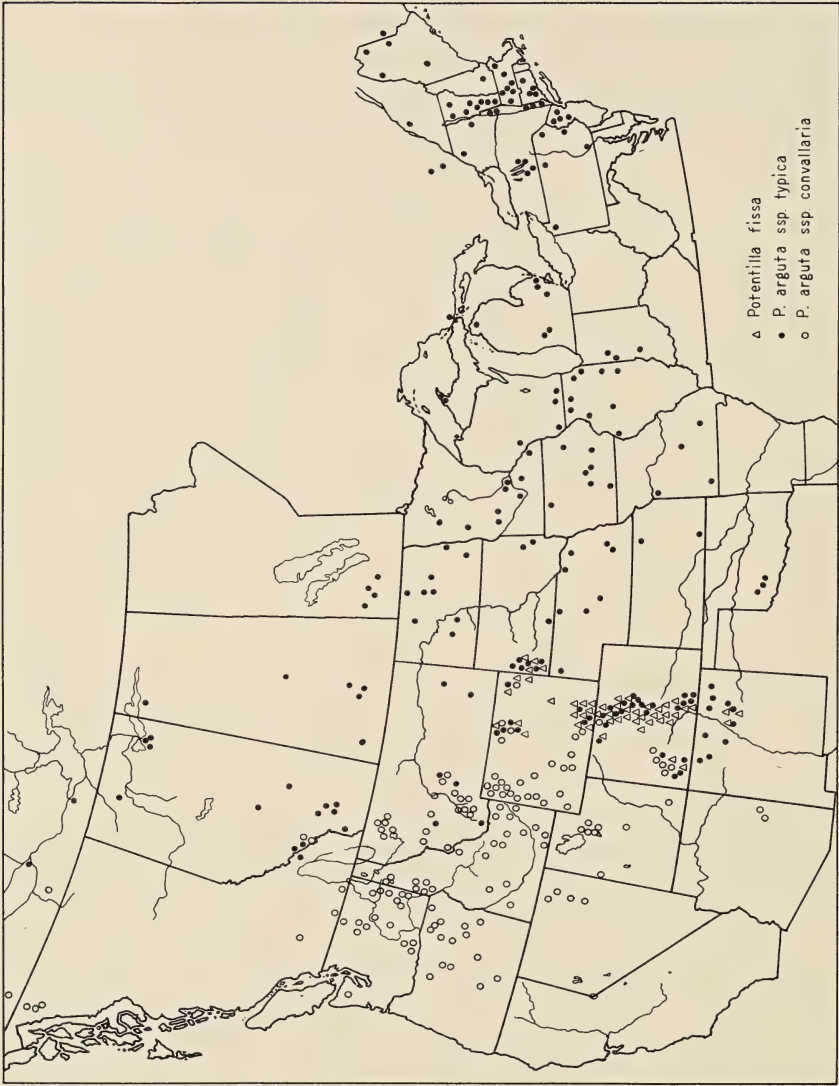 △ Potentilla fissa
● P. arguta ssp. typica
○ P. arguta ssp. convallaria